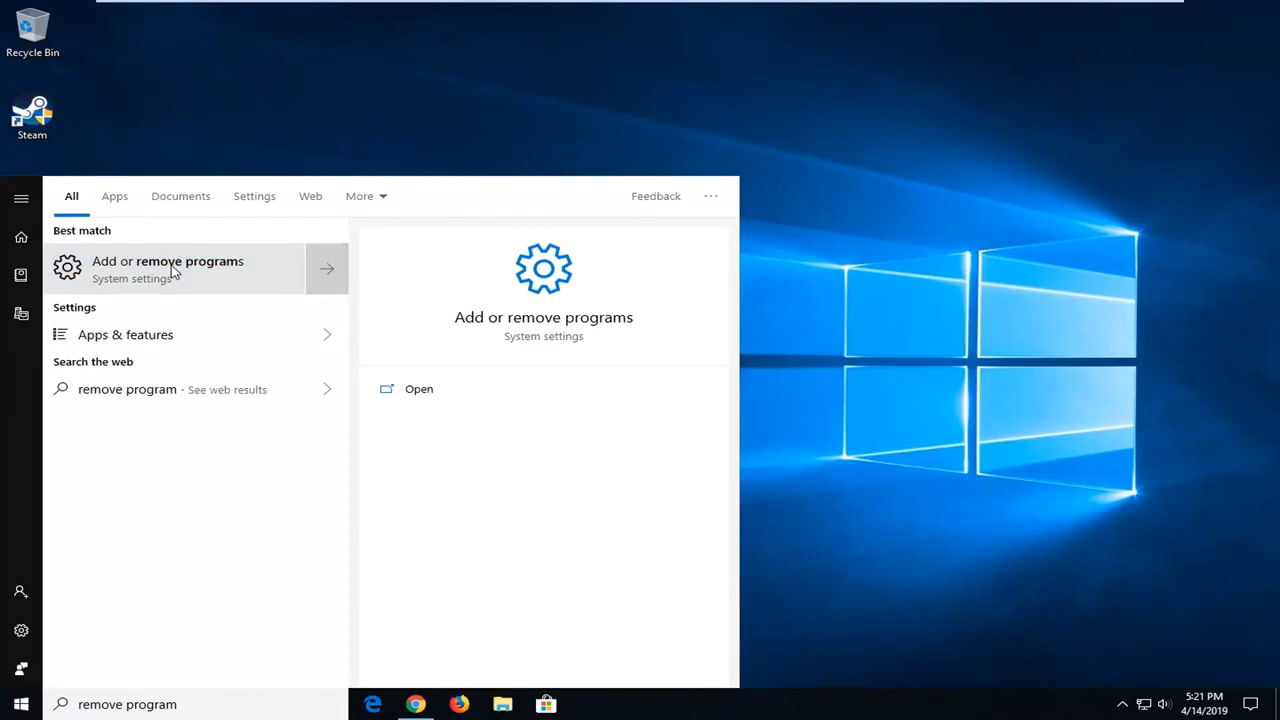 Recycle Bin
Steam
All Apps Documents Settings Web More Feedback ...
Best match
Add or remove programs
System settings
Settings
Apps & features
Search the web
remove program - See web results
Add or remove programs
System settings
Open
remove program
5:21 PM
4/14/2019